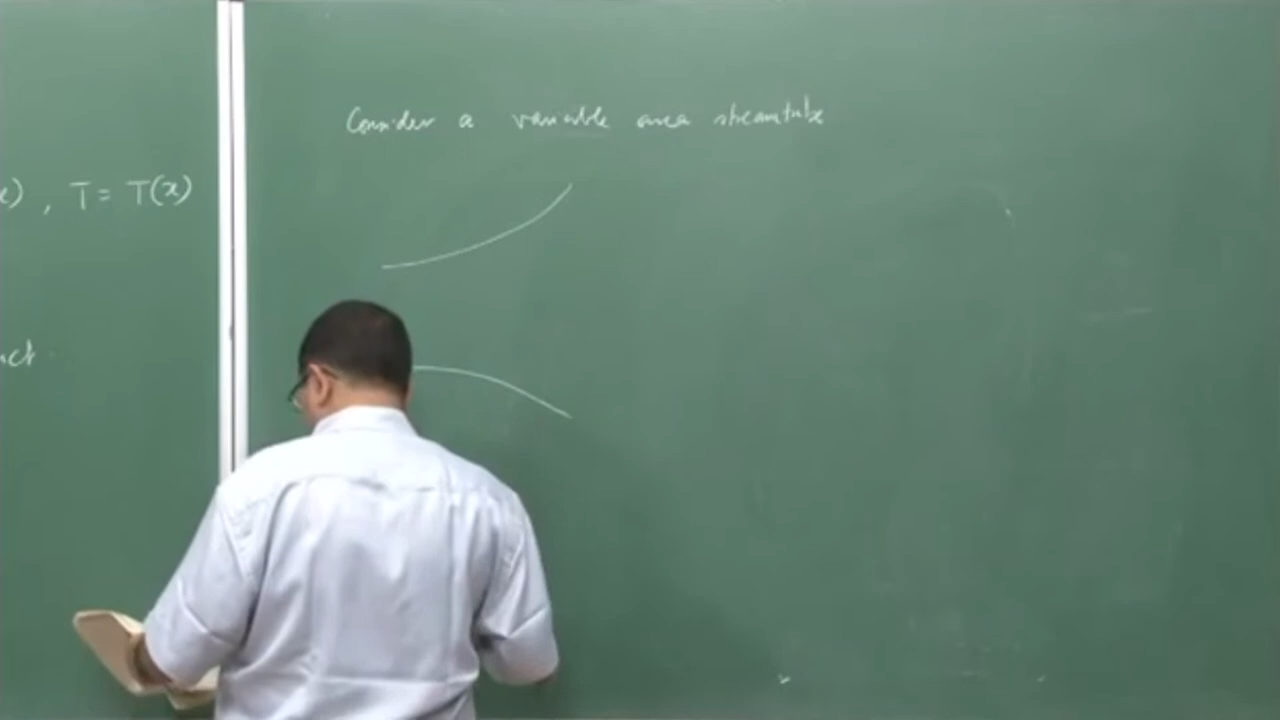 ), T = T(x)
Consider a variable area streamtube